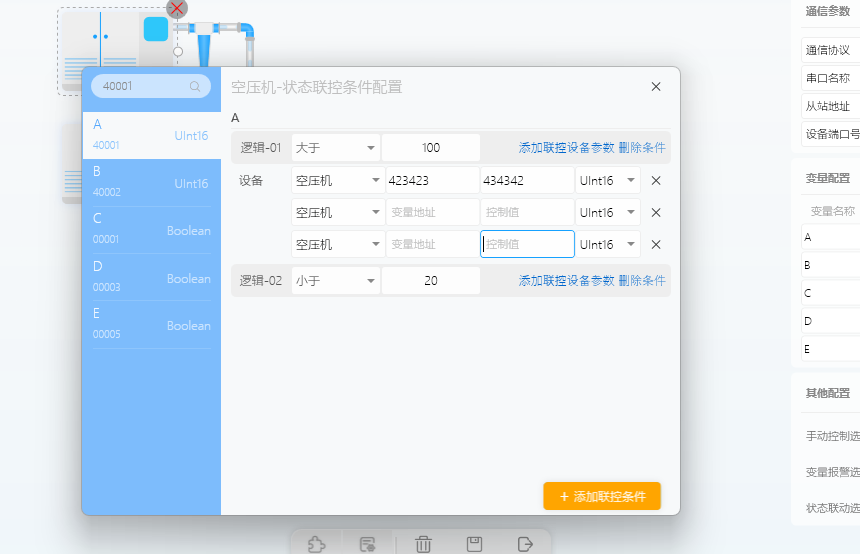 40001
空压机-状态联控条件配置
A
40001
UInt16
B
40002
UInt16
C
00001
Boolean
D
00003
Boolean
E
00005
Boolean
A
逻辑-01 大于 100 添加联控设备参数 删除条件
设备 空压机 423423 434342 UInt16
空压机 变量地址 控制值 UInt16
空压机 变量地址 控制值 UInt16
逻辑-02 小于 20 添加联控设备参数 删除条件
+ 添加联控条件
通信参数
通信协议
串口名称
从站地址
设备端口号
变量配置
变量名称
A
B
C
D
E
其他配置
手动控制选
变量报警选
状态联动选